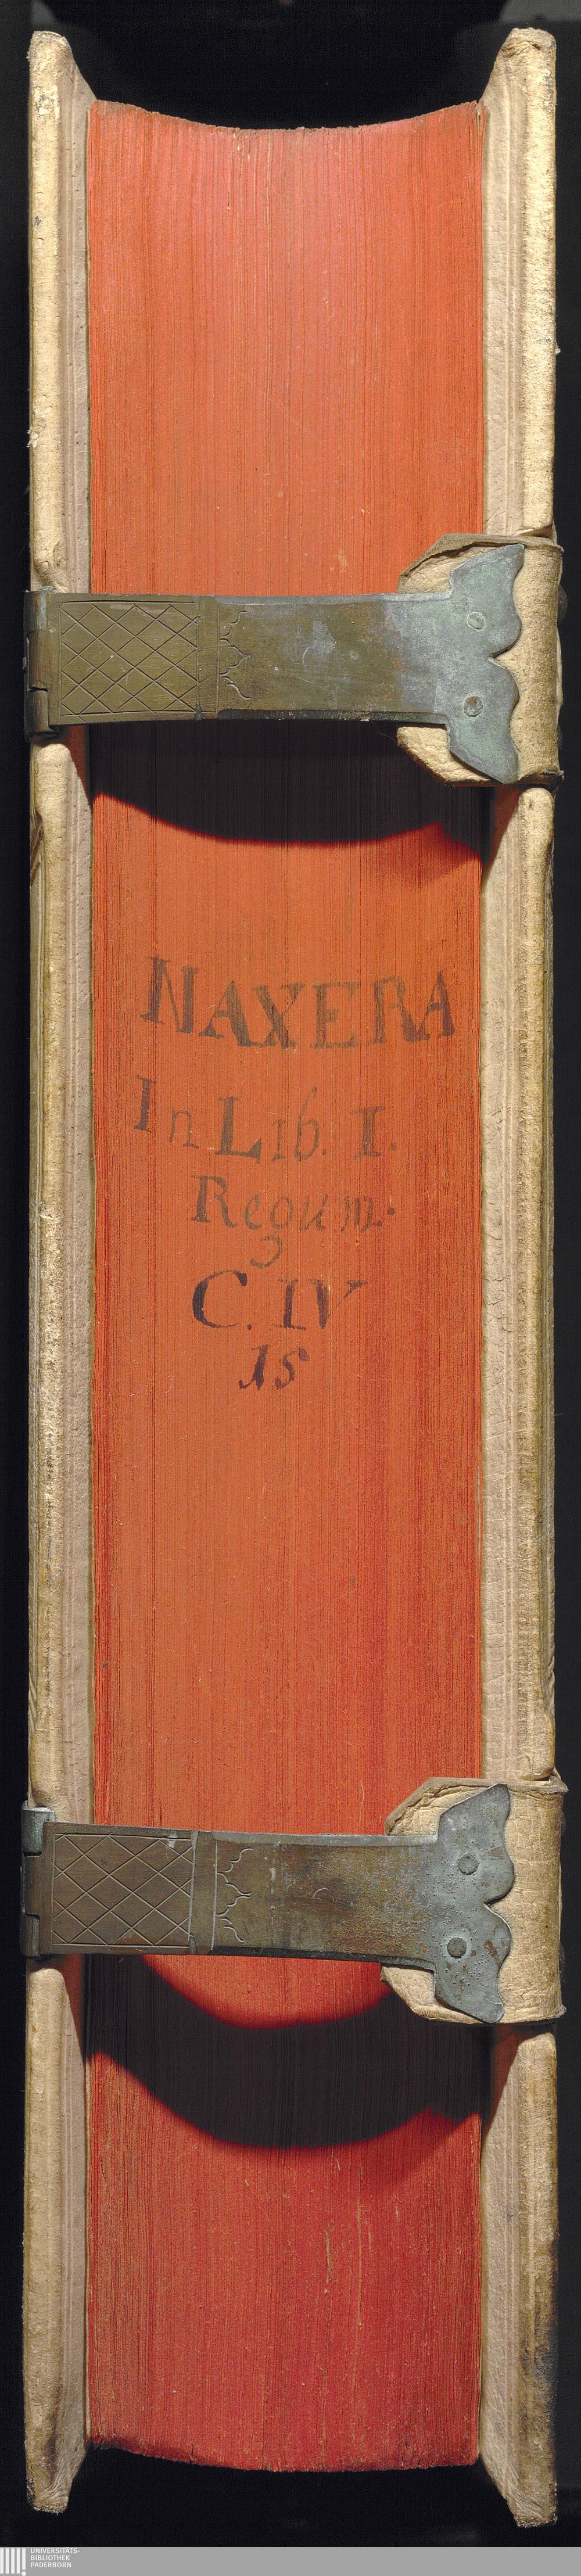 NAXERA
In Lib. I.
Regum.
C. IV
15
UNIVERSITÄTS-
BIBLIOTHEK
PADERBORN